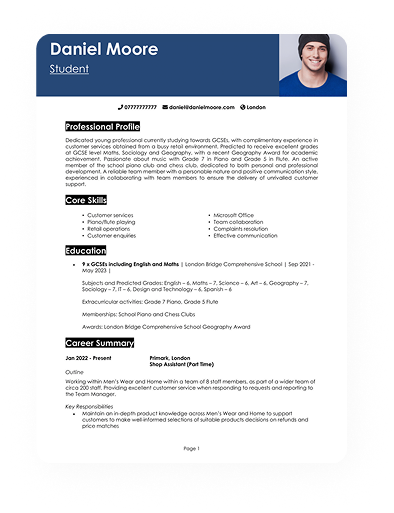 Daniel Moore
Student
07777777777 daniel@danielmoore.com London
Professional Profile
Dedicated young professional currently studying towards GCSEs, with complimentary experience in
customer services obtained from a busy retail environment. Predicted to receive excellent grades
at GCSE level Maths, Sociology and Geography, with a recent Geography Award for academic
achievement. Passionate about music with Grade 7 in Piano and Grade 5 in Flute. An active
member of the school piano club and chess club, dedicated to both personal and professional
development. A reliable team member with a personable nature and positive communication style,
experienced in collaborating with team members to ensure the delivery of unrivalled customer
support.
Core Skills
• Customer services
• Piano/flute playing
• Retail operations
• Customer enquiries
• Microsoft Office
• Team collaboration
• Complaints resolution
• Effective communication
Education
• 9 x GCSEs including English and Maths | London Bridge Comprehensive School | Sep 2021 -
May 2023 |
Subjects and Predicted Grades: English – 6, Maths – 7, Science – 6, Art – 6, Geography – 7,
Sociology – 7, IT – 6, Design and Technology – 6, Spanish – 6
Extracurricular activities: Grade 7 Piano, Grade 5 Flute
Memberships: School Piano and Chess Clubs
Awards: London Bridge Comprehensive School Geography Award
Career Summary
Jan 2022 - Present Primark, London
Shop Assistant (Part Time)
Outline
Working within Men's Wear and Home within a team of 8 staff members, as part of a wider team of
circa 200 staff. Providing excellent customer service when responding to requests and reporting to
the Team Manager.
Key Responsibilities
• Maintain an in-depth product knowledge across Men's Wear and Home to support
customers to make well-informed selections of suitable products decisions on refunds and
price matches
Page 1